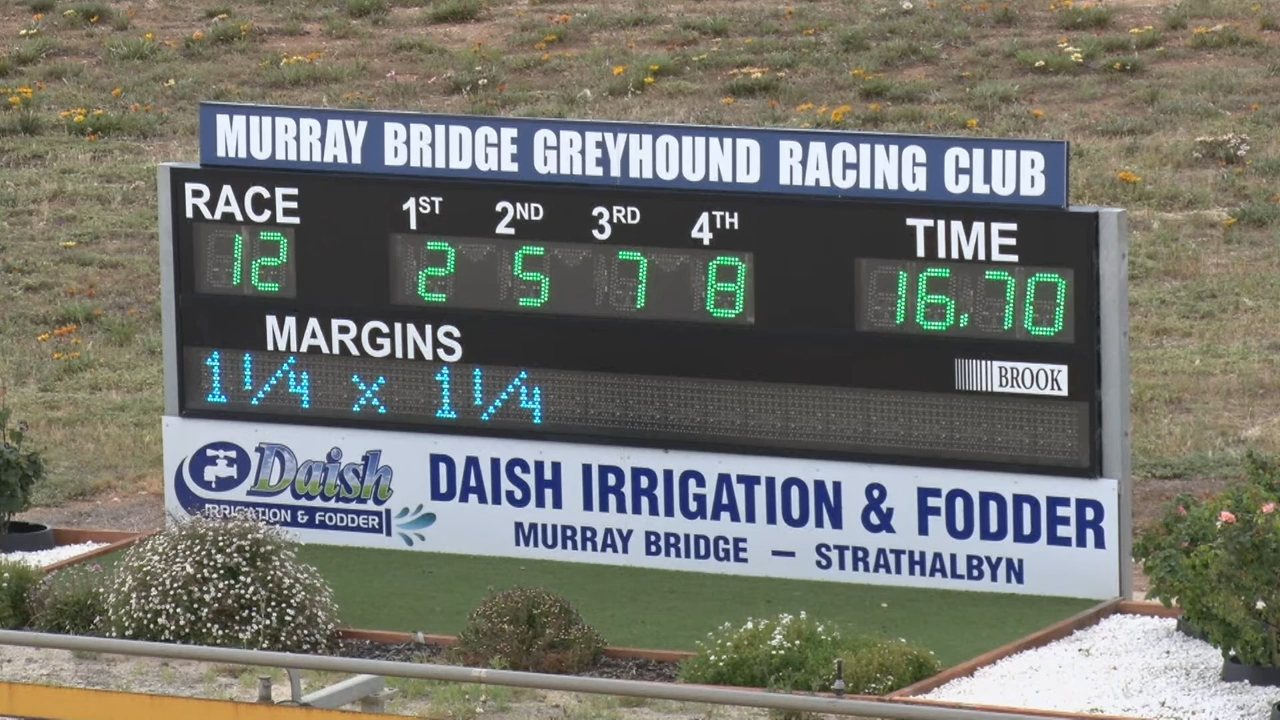 MURRAY BRIDGE GREYHOUND RACING CLUB
RACE 1ST 2ND 3RD 4TH TIME
12 2 5 7 8 16.70
MARGINS
1 1/4 x 1 1/4
BROOK
Daish
IRRIGATION & FODDER
DAISH IRRIGATION & FODDER
MURRAY BRIDGE — STRATHALBYN